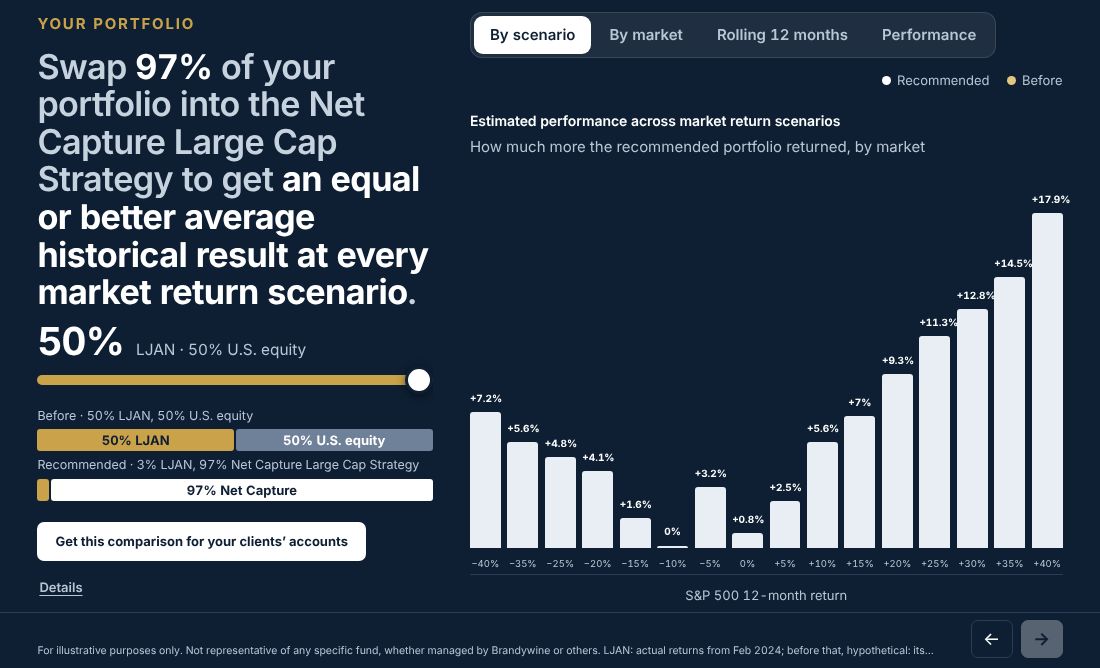 YOUR PORTFOLIO
Swap 97% of your
portfolio into the Net
Capture Large Cap
Strategy to get an equal
or better average
historical result at every
market return scenario.
50% LJAN · 50% U.S. equity
Before · 50% LJAN, 50% U.S. equity
50% LJAN 50% U.S. equity
Recommended · 3% LJAN, 97% Net Capture Large Cap Strategy
97% Net Capture
Get this comparison for your clients’ accounts
Details
By scenario By market Rolling 12 months Performance
Recommended Before
Estimated performance across market return scenarios
How much more the recommended portfolio returned, by market
+7.2% +5.6% +4.8% +4.1% +1.6% 0% +3.2% +0.8% +2.5% +5.6% +7% +9.3% +11.3% +12.8% +14.5% +17.9%
−40% −35% −25% −20% −15% −10% −5% 0% +5% +10% +15% +20% +25% +30% +35% +40%
S&P 500 12-month return
For illustrative purposes only. Not representative of any specific fund, whether managed by Brandywine or others. LJAN: actual returns from Feb 2024; before that, hypothetical: its…
← →